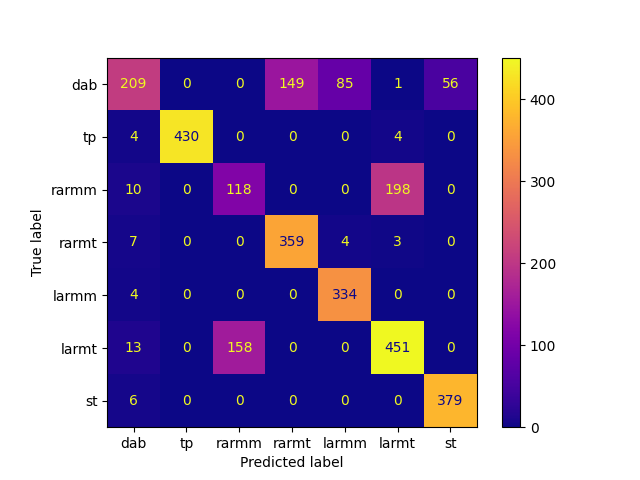 dab 209 0 0 149 85 1 56
tp 4 430 0 0 0 4 0
rarmm 10 0 118 0 0 198 0
rarmt 7 0 0 359 4 3 0
larmm 4 0 0 0 334 0 0
larmt 13 0 158 0 0 451 0
st 6 0 0 0 0 0 379
dab tp rarmm rarmt larmm larmt st
Predicted label
True label
400
300
200
100
0